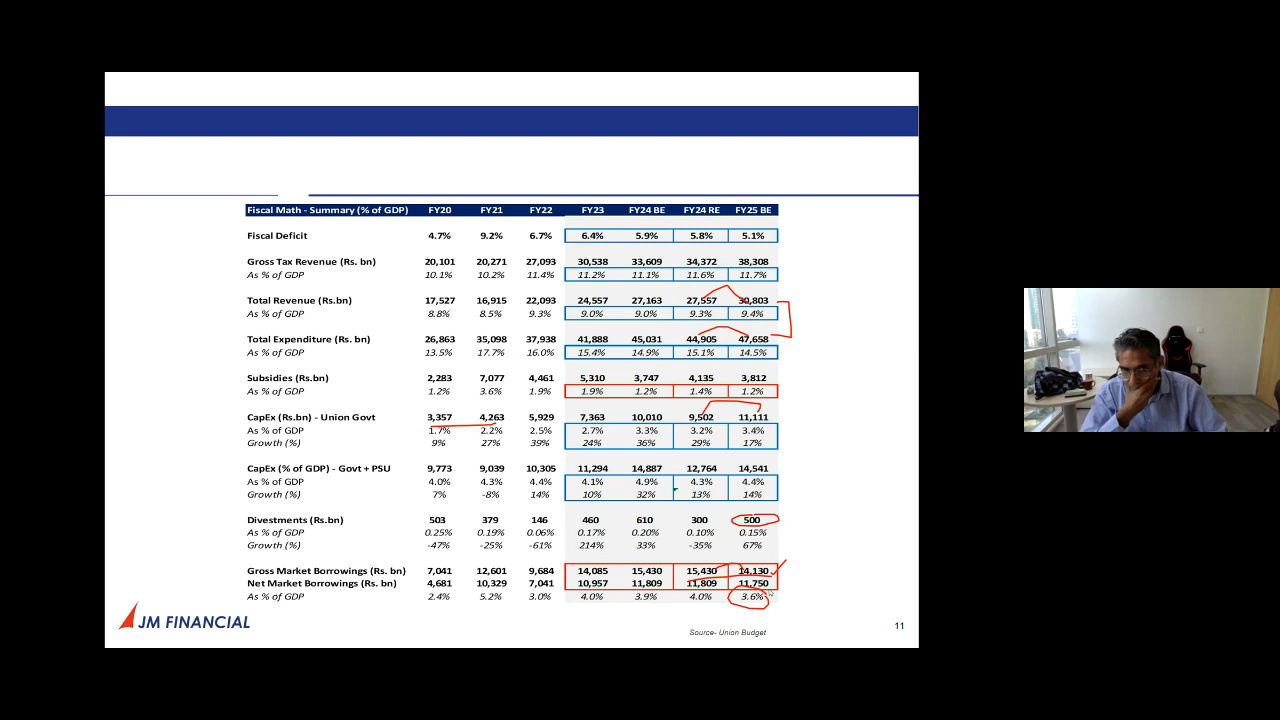 Fiscal Math - Summary (% of GDP) FY20 FY21 FY22 FY23 FY24 BE FY24 RE FY25 BE
Fiscal Deficit 4.7% 9.2% 6.7% 6.4% 5.9% 5.8% 5.1%
Gross Tax Revenue (Rs. bn) 20,101 20,271 27,093 30,538 33,609 34,372 38,308
As % of GDP 10.1% 10.2% 11.4% 11.2% 11.1% 11.6% 11.7%
Total Revenue (Rs.bn) 17,527 16,915 22,093 24,557 27,163 27,557 30,803
As % of GDP 8.8% 8.5% 9.3% 9.0% 9.0% 9.3% 9.4%
Total Expenditure (Rs. bn) 26,863 35,098 37,938 41,888 45,031 44,905 47,658
As % of GDP 13.5% 17.7% 16.0% 15.4% 14.9% 15.1% 14.5%
Subsidies (Rs.bn) 2,283 7,077 4,461 5,310 3,747 4,135 3,812
As % of GDP 1.2% 3.6% 1.9% 1.9% 1.2% 1.4% 1.2%
CapEx (Rs.bn) - Union Govt 3,357 4,263 5,929 7,363 10,010 9,502 11,111
As % of GDP 1.7% 2.2% 2.5% 2.7% 3.3% 3.2% 3.4%
Growth (%) 9% 27% 39% 24% 36% 29% 17%
CapEx (% of GDP) - Govt + PSU 9,773 9,039 10,305 11,294 14,887 12,764 14,541
As % of GDP 4.0% 4.3% 4.4% 4.1% 4.9% 4.3% 4.4%
Growth (%) 7% -8% 14% 10% 32% 13% 14%
Divestments (Rs.bn) 503 379 146 460 610 300 500
As % of GDP 0.25% 0.19% 0.06% 0.17% 0.20% 0.10% 0.15%
Growth (%) -47% -25% -61% 214% 33% -35% 67%
Gross Market Borrowings (Rs. bn) 7,041 12,601 9,684 14,085 15,430 15,430 14,130
Net Market Borrowings (Rs. bn) 4,681 10,329 7,041 10,957 11,809 11,809 11,750
As % of GDP 2.4% 5.2% 3.0% 4.0% 3.9% 4.0% 3.6%
JM FINANCIAL
11
Source- Union Budget